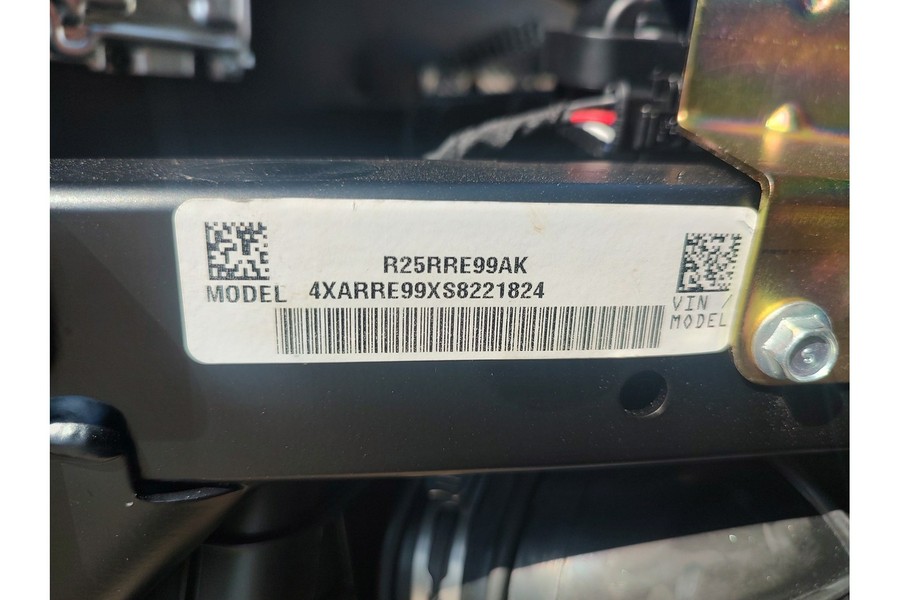 R25RRE99AK
MODEL 4XARRE99XS8221824
VIN /
MODEL